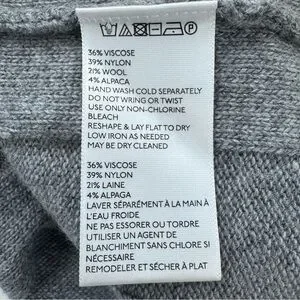 36% VISCOSE
39% NYLON
21% WOOL
4% ALPACA
HAND WASH COLD SEPARATELY
DO NOT WRING OR TWIST
USE ONLY NON-CHLORINE
BLEACH
RESHAPE & LAY FLAT TO DRY
LOW IRON AS NEEDED
MAY BE DRY CLEANED
36% VISCOSE
39% NYLON
21% LAINE
4% ALPAGA
LAVER SÉPARÉMENT À LA MAIN À
L'EAU FROIDE
NE PAS ESSORER OU TORDRE
UTILISER UN AGENT DE
BLANCHIMENT SANS CHLORE SI
NÉCESSAIRE
REMODELER ET SÉCHER À PLAT